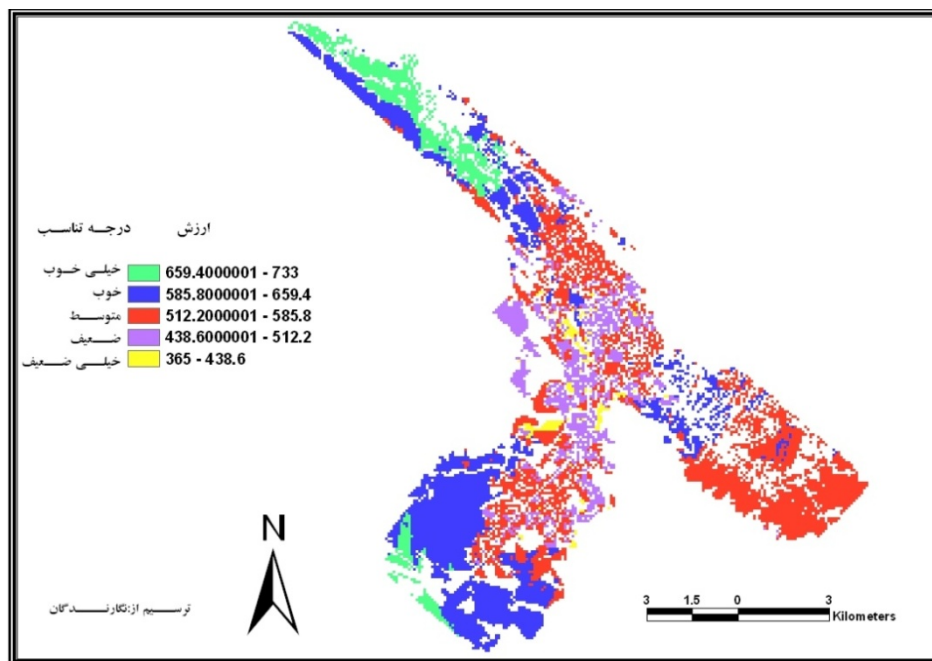 درجه تناسب ارزش
خیلی خوب 659.4000001 - 733
خوب 585.8000001 - 659.4
متوسط 512.2000001 - 585.8
ضعیف 438.6000001 - 512.2
خیلی ضعیف 365 - 438.6
N
ترسیم از:نگارندگان
3 1.5 0 3
Kilometers